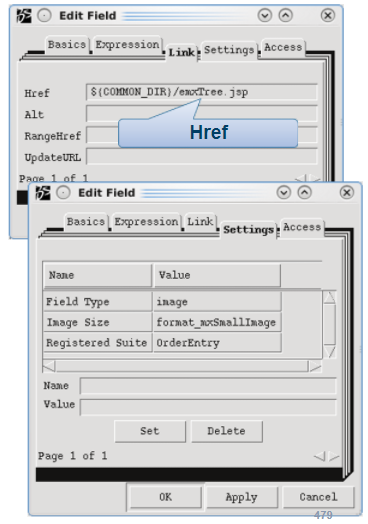 Edit Field
Basics Expression Link Settings Access
Href ${COMMON_DIR}/emxTree.jsp
Alt
Href
RangeHref
UpdateURL
Page 1 of 1
Edit Field
Basics Expression Link Settings Access
Name Value
Field Type image
Image Size format_mxSmallImage
Registered Suite OrderEntry
Name
Value
Set Delete
Page 1 of 1
OK Apply Cancel
479